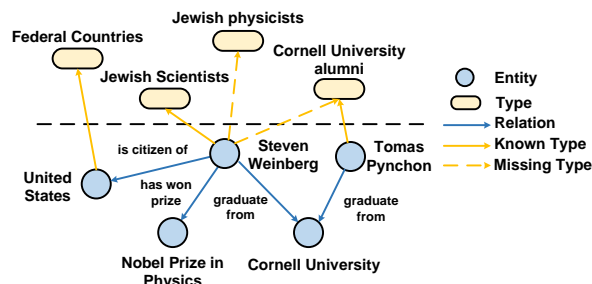 Jewish physicists
Federal Countries
Cornell University
alumni
Jewish Scientists
Entity
Type
Relation
Known Type
Missing Type
is citizen of
Steven
Weinberg
Tomas
Pynchon
United
States
has won
prize
graduate
from
graduate
from
Nobel Prize in
Physics
Cornell University